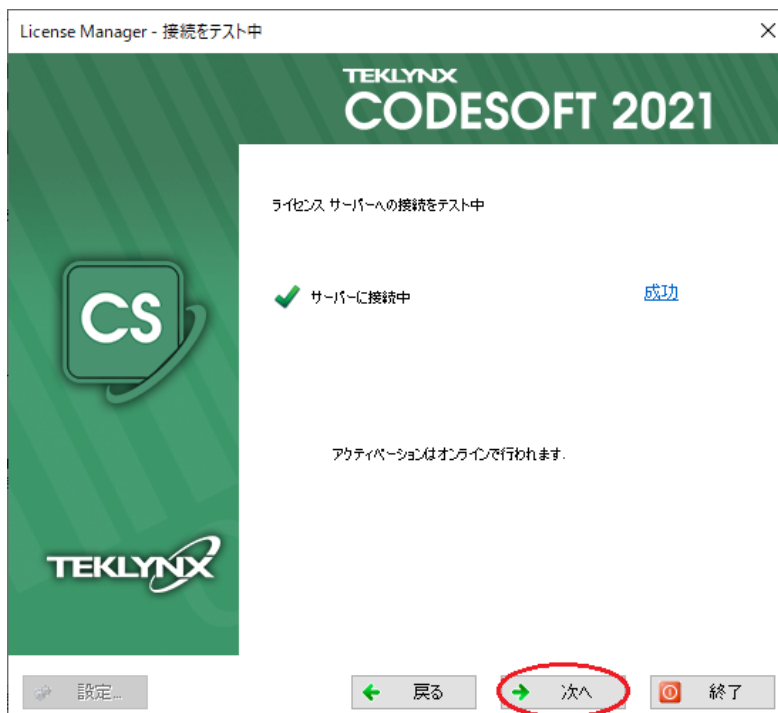 License Manager - 接続をテスト中
TEKLYNX
CODESOFT 2021
ライセンス サーバーへの接続をテスト中
サーバーに接続中
成功
CS
アクティベーションはオンラインで行われます.
TEKLYNX
設定...
戻る
次へ
終了